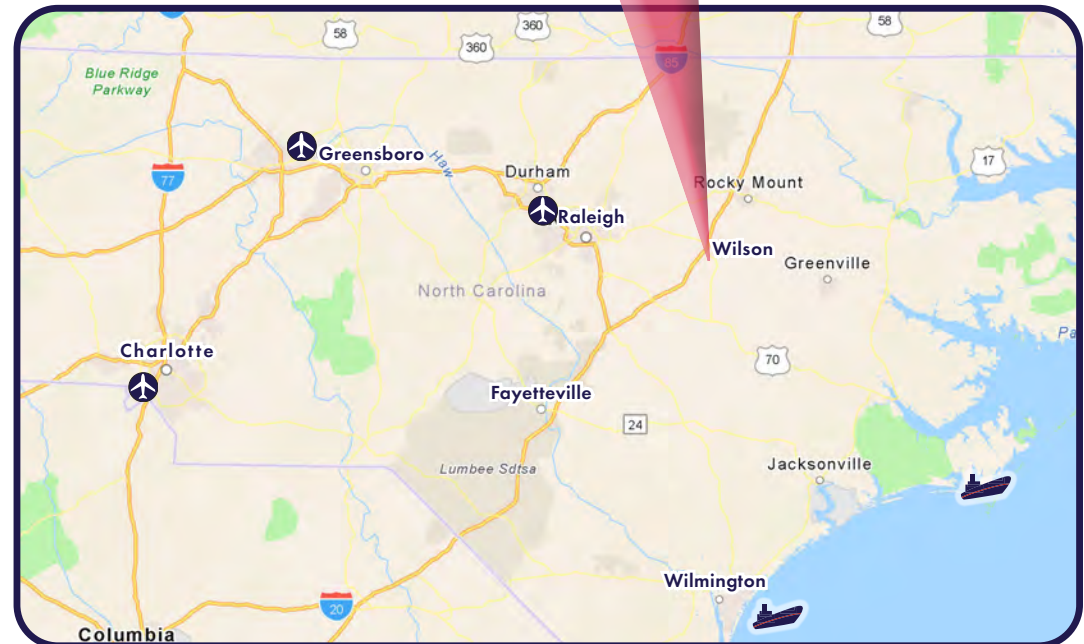 58
360
360
58
85
Blue Ridge
Parkway
Greensboro
Haw
Durham
17
77
Rocky Mount
Raleigh
Wilson
Greenville
North Carolina
Charlotte
70
Fayetteville
24
Jacksonville
Lumbee Sdtsa
Wilmington
20
Columbia